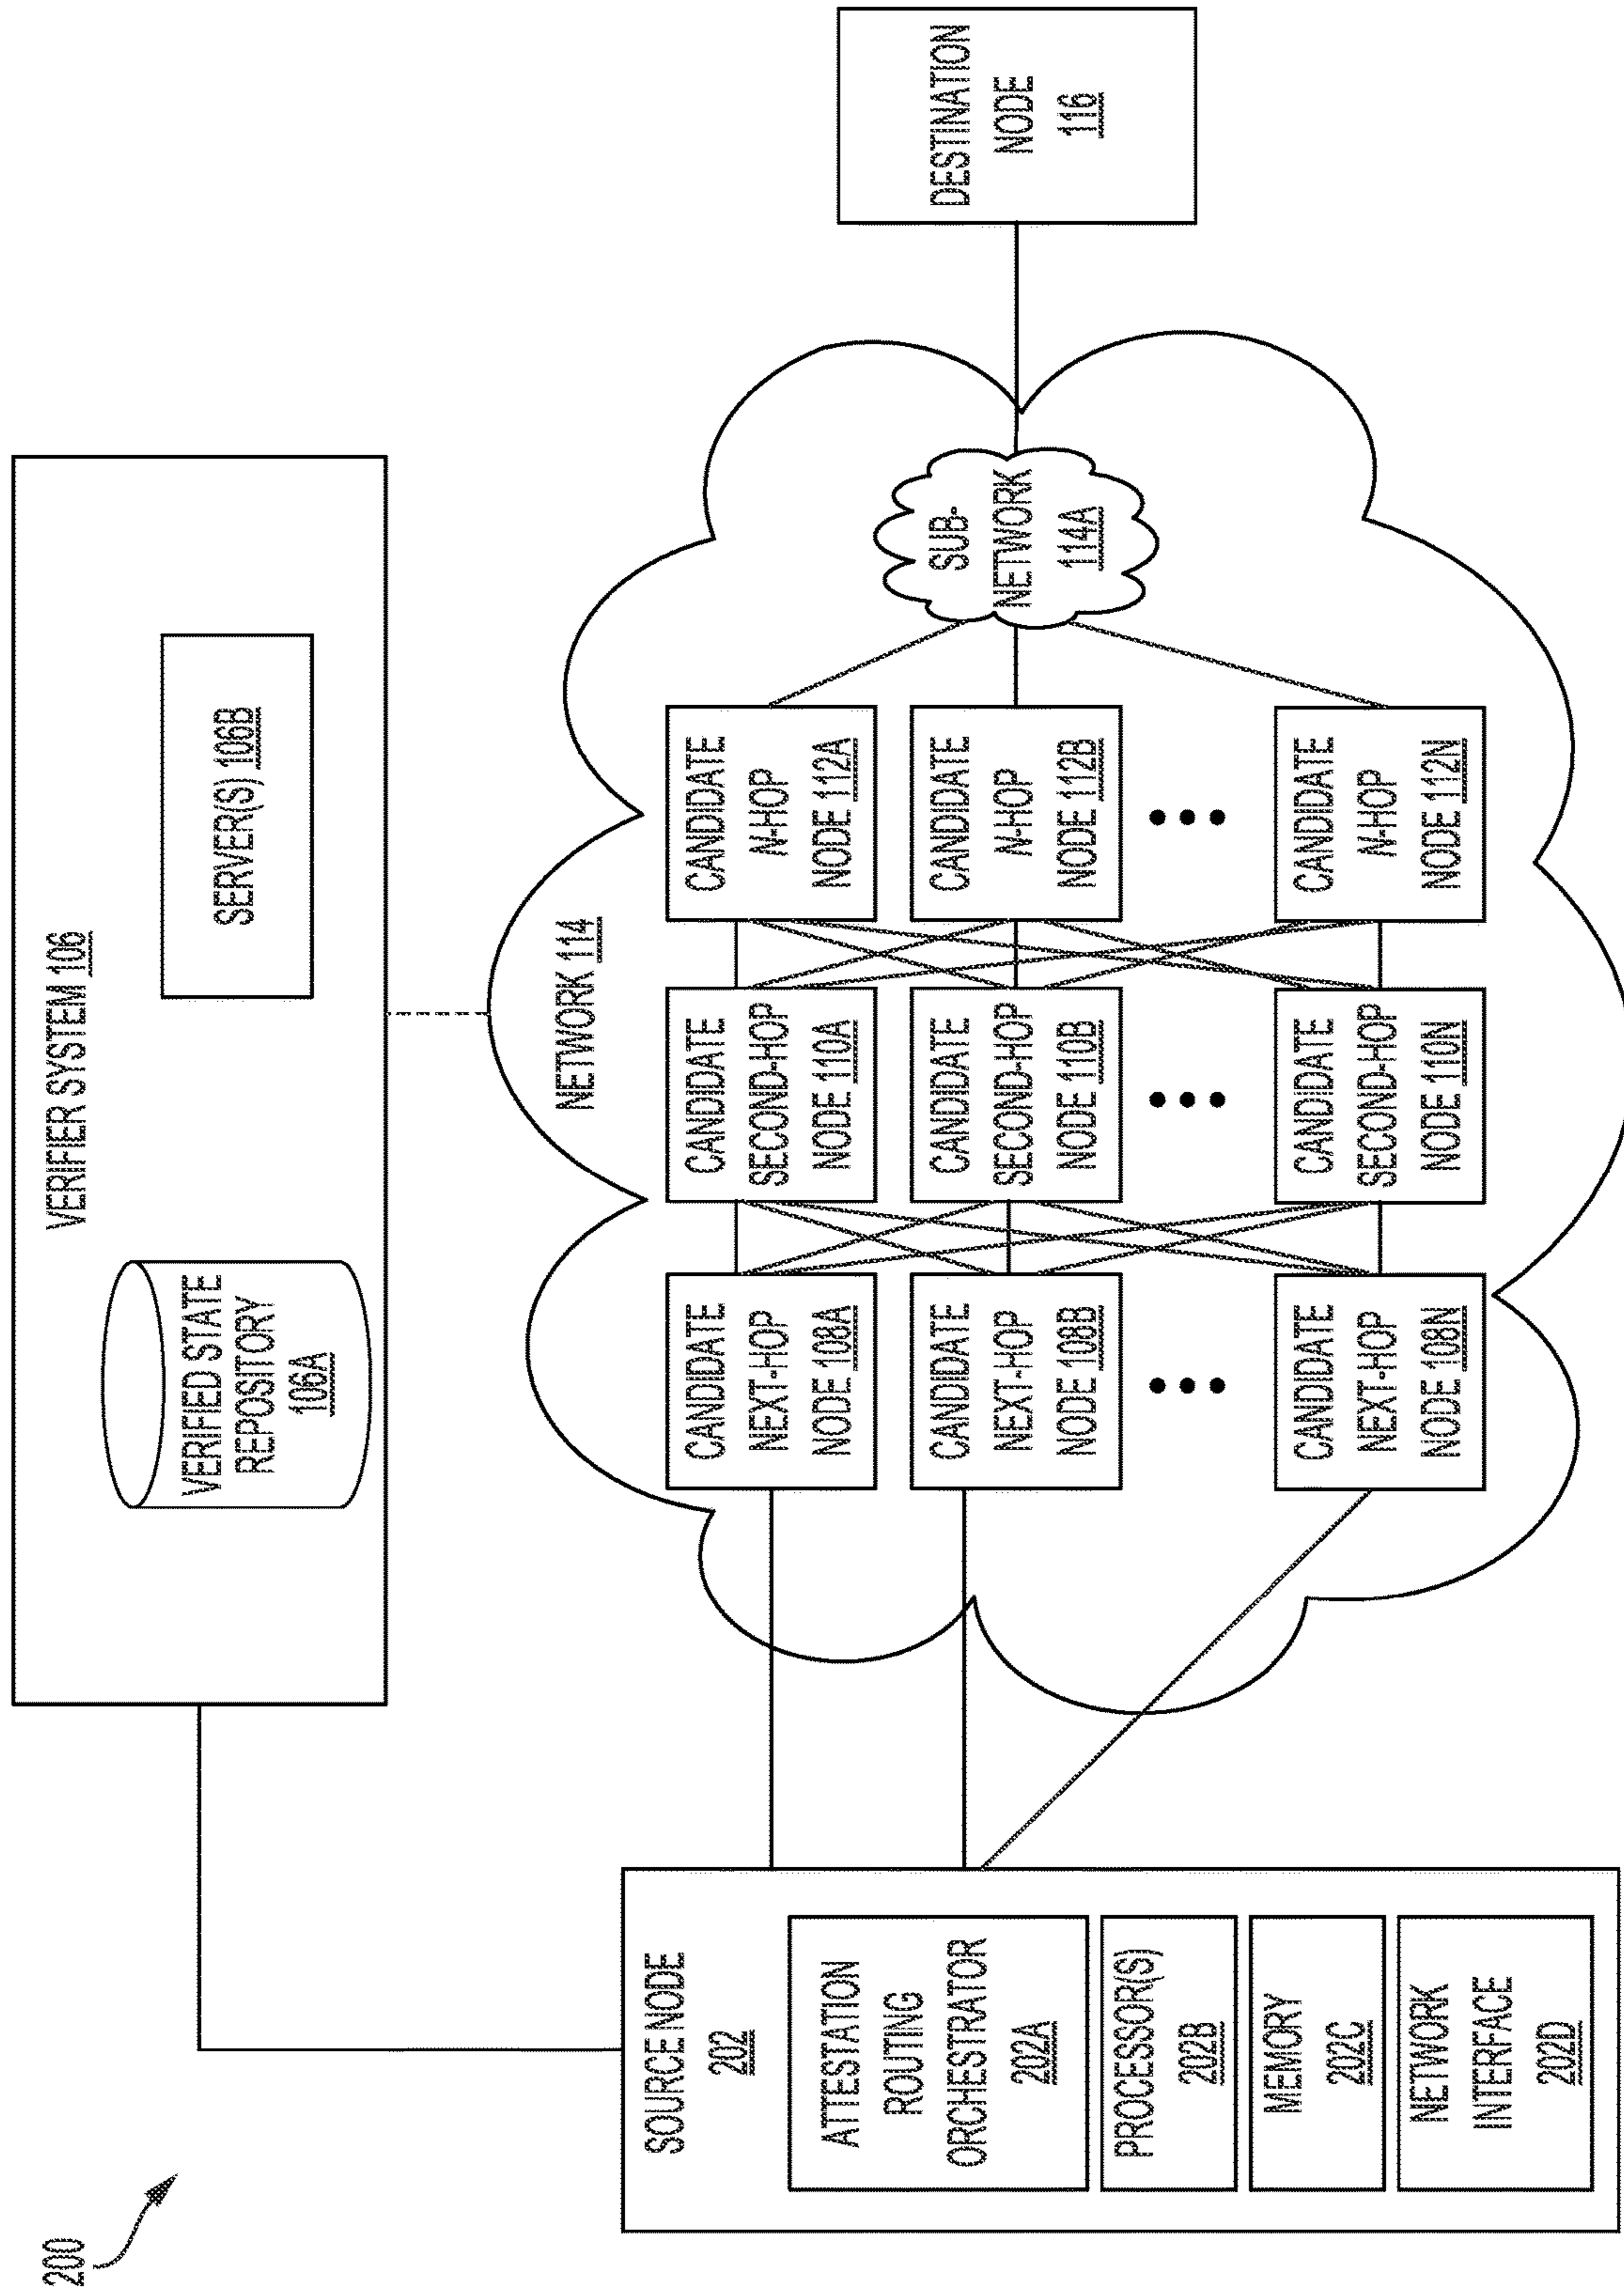 200
VERIFIER SYSTEM 106
VERIFIED STATE
REPOSITORY
106A
SERVER(S) 106B
SOURCE NODE
202
ATTESTATION
ROUTING
ORCHESTRATOR
202A
PROCESSOR(S)
202B
MEMORY
202C
NETWORK
INTERFACE
202D
NETWORK 114
CANDIDATE
NEXT-HOP
NODE 108A
CANDIDATE
SECOND-HOP
NODE 110A
CANDIDATE
N-HOP
NODE 112A
CANDIDATE
NEXT-HOP
NODE 108B
CANDIDATE
SECOND-HOP
NODE 110B
CANDIDATE
N-HOP
NODE 112B
CANDIDATE
NEXT-HOP
NODE 108N
CANDIDATE
SECOND-HOP
NODE 110N
CANDIDATE
N-HOP
NODE 112N
SUB-
NETWORK
114A
DESTINATION
NODE
116